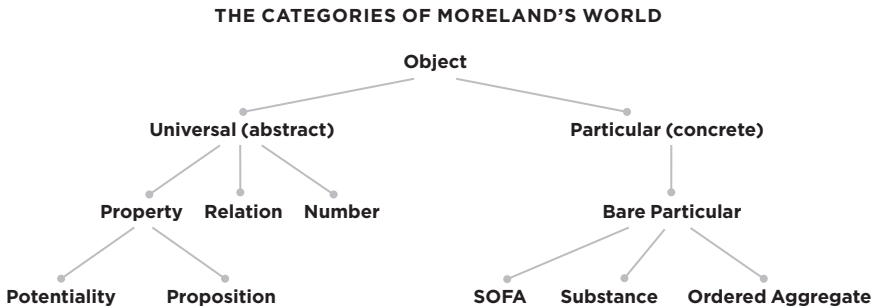 THE CATEGORIES OF MORELAND’S WORLD
Object
Universal (abstract) Particular (concrete)
Property Relation Number Bare Particular
Potentiality Proposition SOFA Substance Ordered Aggregate